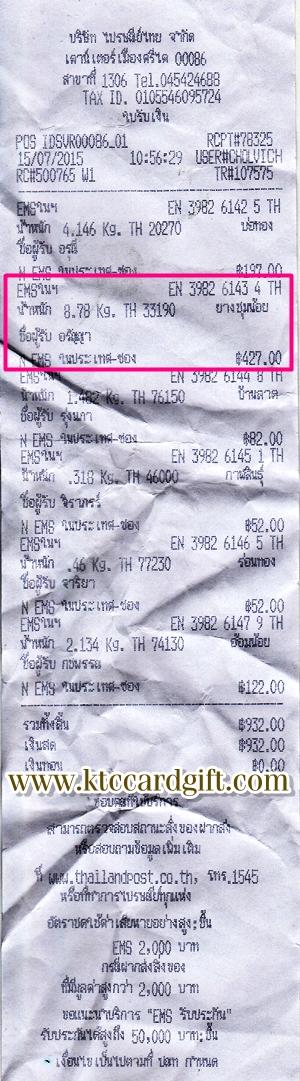 บริษัท ไปรษณีย์ไทย จำกัด
เคาน์เตอร์เมืองศรีไค 00086
สาขาที่ 1306 Tel.045424688
TAX ID. 0105546095724
ใบรับเงิน
POS IDSVR00086_01 RCPT#78325
15/07/2015 10:56:29 USER#CHOLVICH
RC#500765 W1 TR#107575
EMSในฯ EN 3982 6142 5 TH
น้ำหนัก 4.146 Kg. TH 20270 บ่อทอง
ชื่อผู้รับ อรุณี
N EMS ในประเทศ-ซอง ฿197.00
EMSในฯ EN 3982 6143 4 TH
น้ำหนัก 8.78 Kg. TH 33190 ยางชุมน้อย
ชื่อผู้รับ อรัญญา
N EMS ในประเทศ-ซอง ฿427.00
EMSในฯ EN 3982 6144 8 TH
น้ำหนัก 1.482 Kg. TH 76150 บ้านลาด
ชื่อผู้รับ รุ่งนภา
N EMS ในประเทศ-ซอง ฿82.00
EMSในฯ EN 3982 6145 1 TH
น้ำหนัก .318 Kg. TH 46000 กาฬสินธุ์
ชื่อผู้รับ จิราภรร์
N EMS ในประเทศ-ซอง ฿52.00
EMSในฯ EN 3982 6146 5 TH
น้ำหนัก .46 Kg. TH 77230 ร่อนทอง
ชื่อผู้รับ จาริยา
N EMS ในประเทศ-ซอง ฿52.00
EMSในฯ EN 3982 6147 9 TH
น้ำหนัก 2.134 Kg. TH 74130 อ้อมน้อย
ชื่อผู้รับ กชพรรณ
N EMS ในประเทศ-ซอง ฿122.00
รวมทั้งสิ้น ฿932.00
เงินสด ฿932.00
เงินทอน ฿0.00
www.ktccardgift.com
ขอบคุณที่ใช้บริการ
สามารถตรวจสอบสถานะสิ่งของฝากส่ง
หรือสอบถามข้อมูลเพิ่มเติม
ที่ www.thailandpost.co.th, โทร.1545
หรือที่ทำการไปรษณีย์ทุกแห่ง
อัตราชดใช้ค่าเสียหายอย่างสูง:ชิ้น
EMS 2,000 บาท
กรณีฝากส่งสิ่งของ
ที่มีมูลค่าสูงกว่า 2,000 บาท
ขอแนะนำบริการ "EMS รับประกัน"
รับประกันได้สูงถึง 50,000 บาท:ชิ้น
เงื่อนไขเป็นไปตามที่ ปณท กำหนด